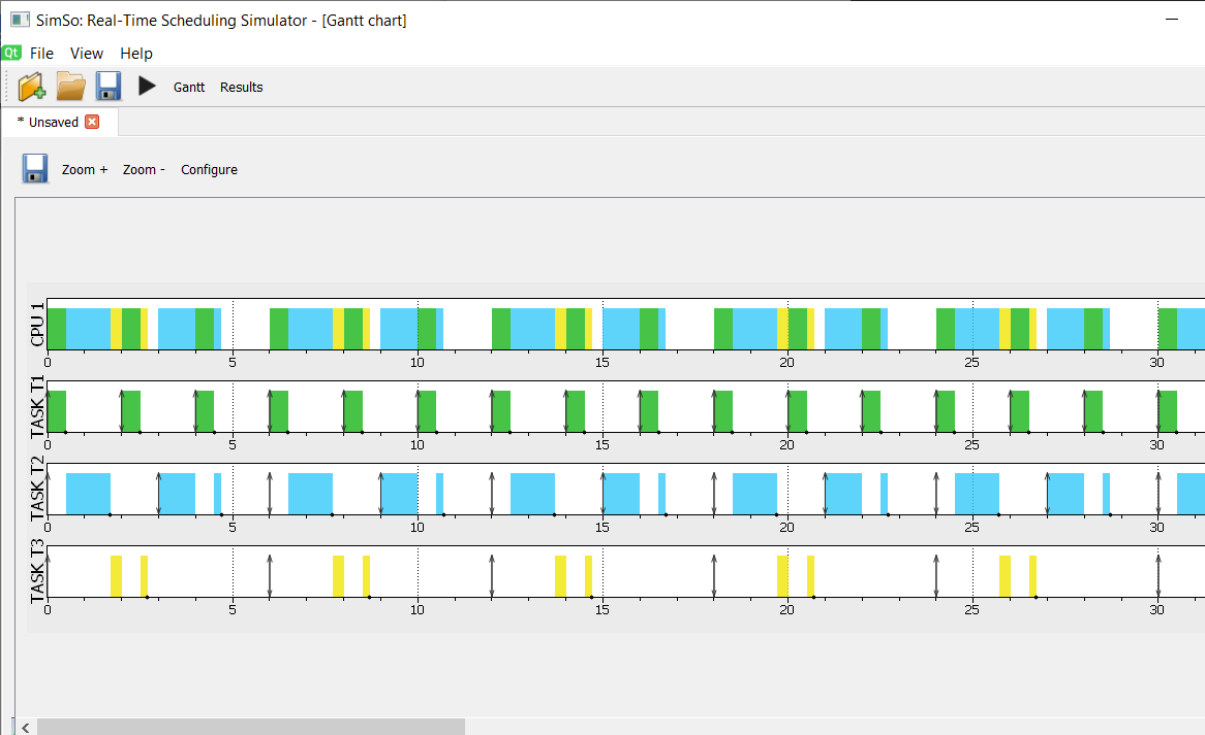 SimSo: Real-Time Scheduling Simulator - [Gantt chart]
Qt File View Help
Gantt Results
* Unsaved
Zoom + Zoom - Configure
CPU 1
0 5 10 15 20 25 30
TASK T1
0 5 10 15 20 25 30
TASK T2
0 5 10 15 20 25 30
TASK T3
0 5 10 15 20 25 30